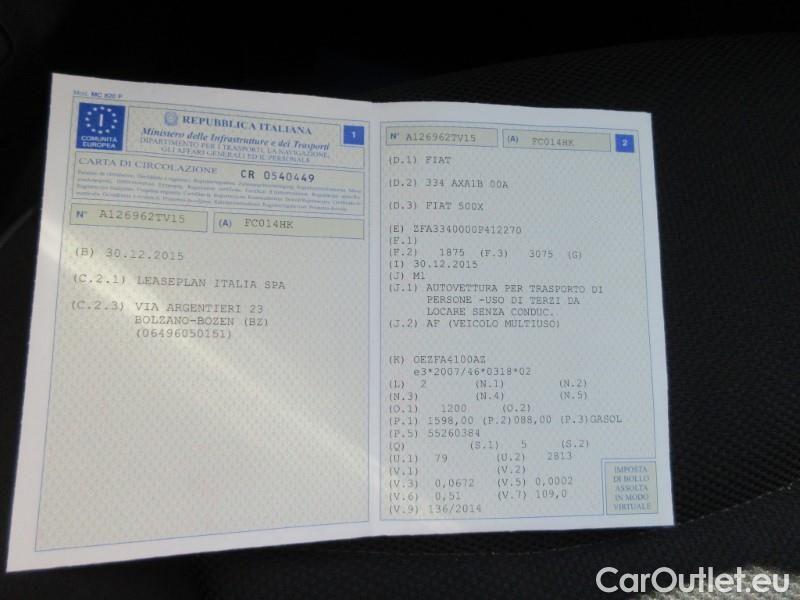 Mod. MC 820 F
I
COMUNITÀ
EUROPEA
REPUBBLICA ITALIANA
1
Ministero delle Infrastrutture e dei Trasporti
DIPARTIMENTO PER I TRASPORTI, LA NAVIGAZIONE,
GLI AFFARI GENERALI ED IL PERSONALE
CARTA DI CIRCOLAZIONE CR 0540449
N° A126962TV15 (A) FC014HK
(B) 30.12.2015
(C.2.1) LEASEPLAN ITALIA SPA
(C.2.3) VIA ARGENTIERI 23
BOLZANO-BOZEN (BZ)
(06496050151)
N° A126962TV15 (A) FC014HK 2
(D.1) FIAT
(D.2) 334 AXA1B 00A
(D.3) FIAT 500X
(E) ZFA3340000P412270
(F.1)
(F.2) 1875 (F.3) 3075 (G)
(I) 30.12.2015
(J) M1
(J.1) AUTOVETTURA PER TRASPORTO DI
PERSONE -USO DI TERZI DA
LOCARE SENZA CONDUC.
(J.2) AF (VEICOLO MULTIUSO)
(K) OEZFA4100AZ
e3*2007/46*0318*02
(L) 2 (N.1) (N.2)
(N.3) (N.4) (N.5)
(O.1) 1200 (O.2)
(P.1) 1598,00 (P.2)088,00 (P.3)GASOL
(P.5) 55260384
(Q) (S.1) 5 (S.2)
(U.1) 79 (U.2) 2813
(V.1) (V.2)
(V.3) 0,0672 (V.5) 0,0002
(V.6) 0,51 (V.7) 109,0
(V.9) 136/2014
IMPOSTA
DI BOLLO
ASSOLTA
IN MODO
VIRTUALE
CarOutlet.eu